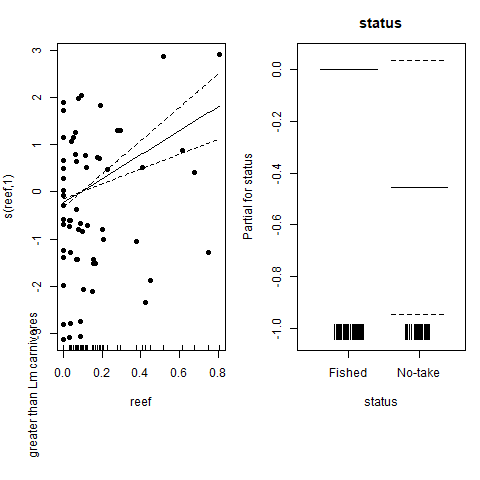 status
s(reef,1)
greater than Lm carnivores
3
2
1
0
-1
-2
-3
0.0 0.2 0.4 0.6 0.8
reef
Partial for status
0.0
-0.2
-0.4
-0.6
-0.8
-1.0
Fished No-take
status